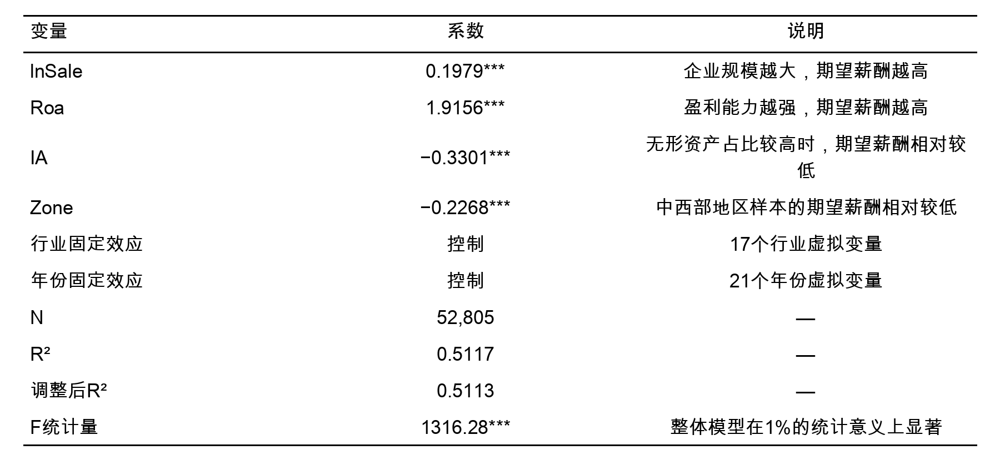 变量 系数 说明
lnSale 0.1979*** 企业规模越大，期望薪酬越高
Roa 1.9156*** 盈利能力越强，期望薪酬越高
IA −0.3301*** 无形资产占比较高时，期望薪酬相对较
低
Zone −0.2268*** 中西部地区样本的期望薪酬相对较低
行业固定效应 控制 17个行业虚拟变量
年份固定效应 控制 21个年份虚拟变量
N 52,805 —
R² 0.5117 —
调整后R² 0.5113 —
F统计量 1316.28*** 整体模型在1%的统计意义上显著